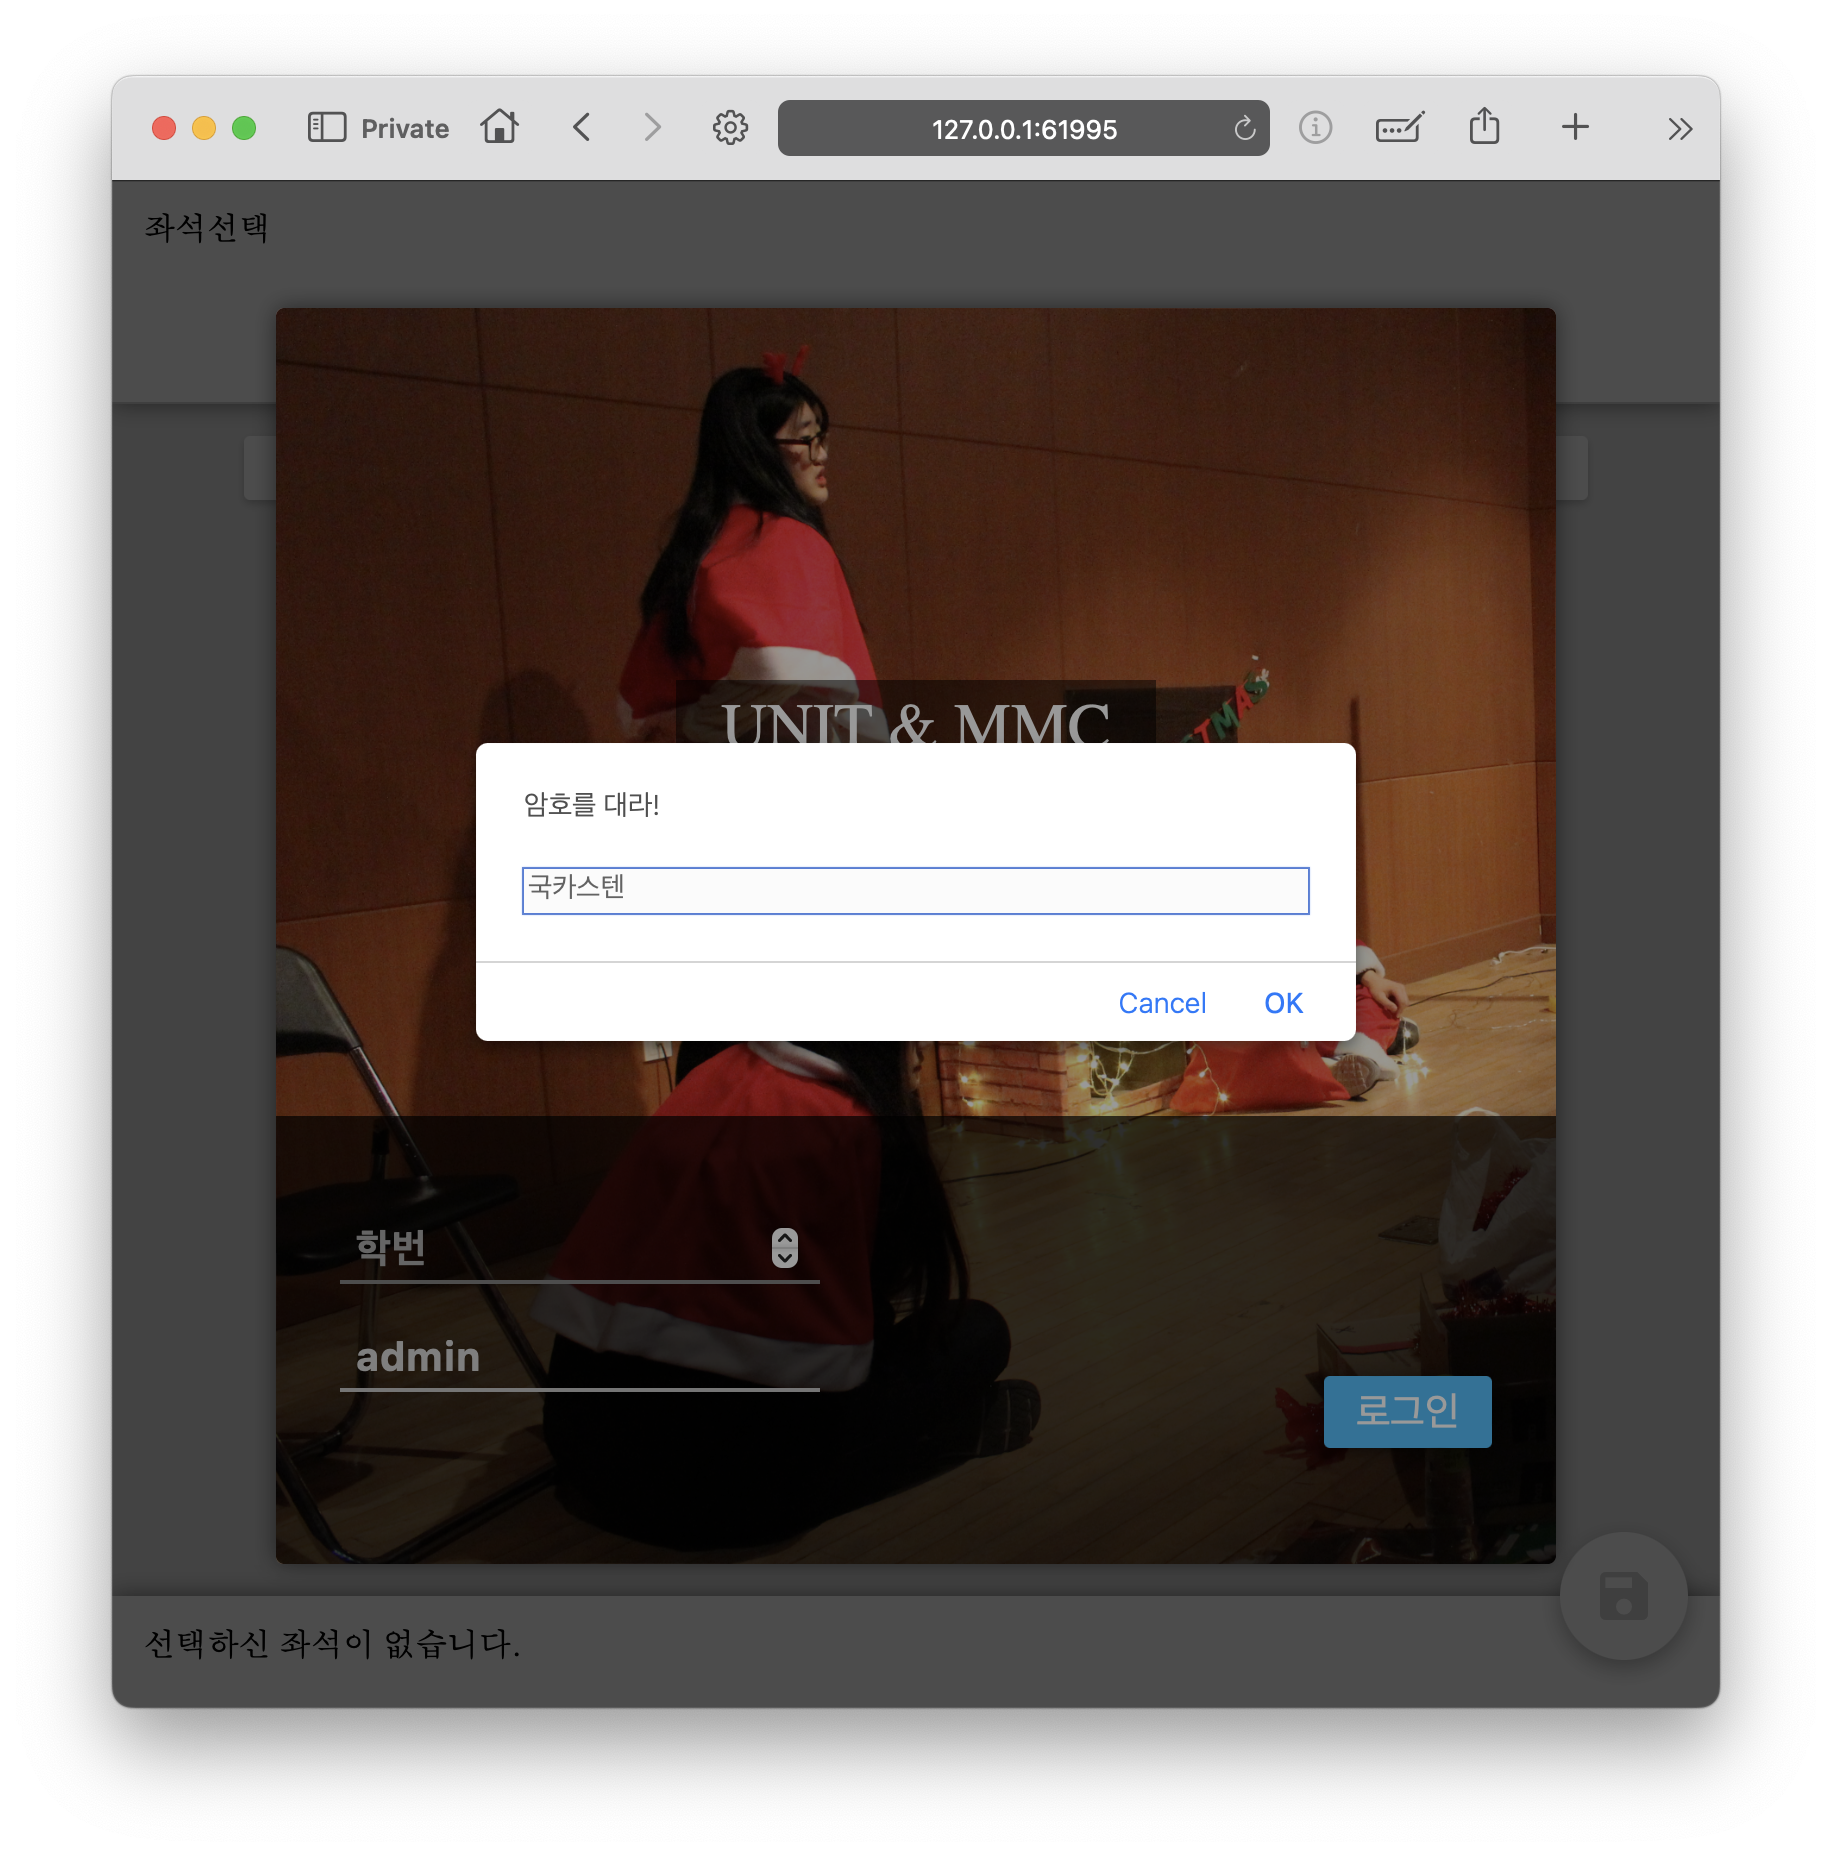 Private
127.0.0.1:61995
좌석선택
UNIT & MMC
STMAS
암호를 대라!
국카스텐
Cancel
OK
학번
admin
로그인
선택하신 좌석이 없습니다.